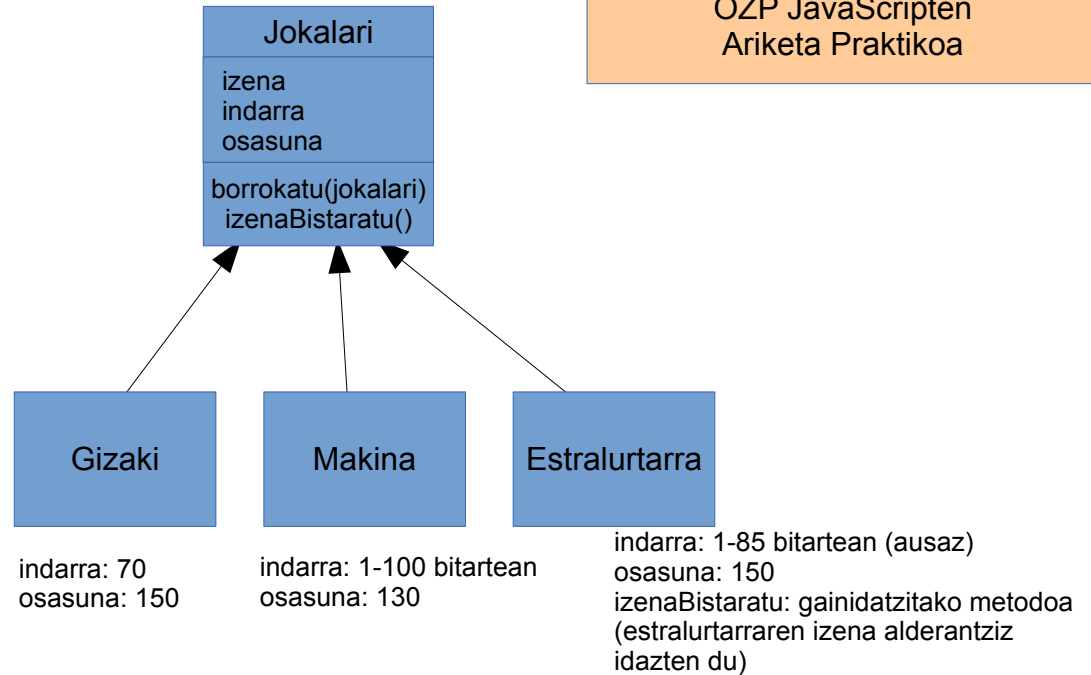 OZP JavaScripten
Ariketa Praktikoa
Jokalari
izena
indarra
osasuna
borrokatu(jokalari)
izenaBistaratu()
Gizaki
Makina
Estralurtarra
indarra: 70
osasuna: 150
indarra: 1-100 bitartean
osasuna: 130
indarra: 1-85 bitartean (ausaz)
osasuna: 150
izenaBistaratu: gainidatzitako metodoa
(estralurtarraren izena alderantziz
idazten du)